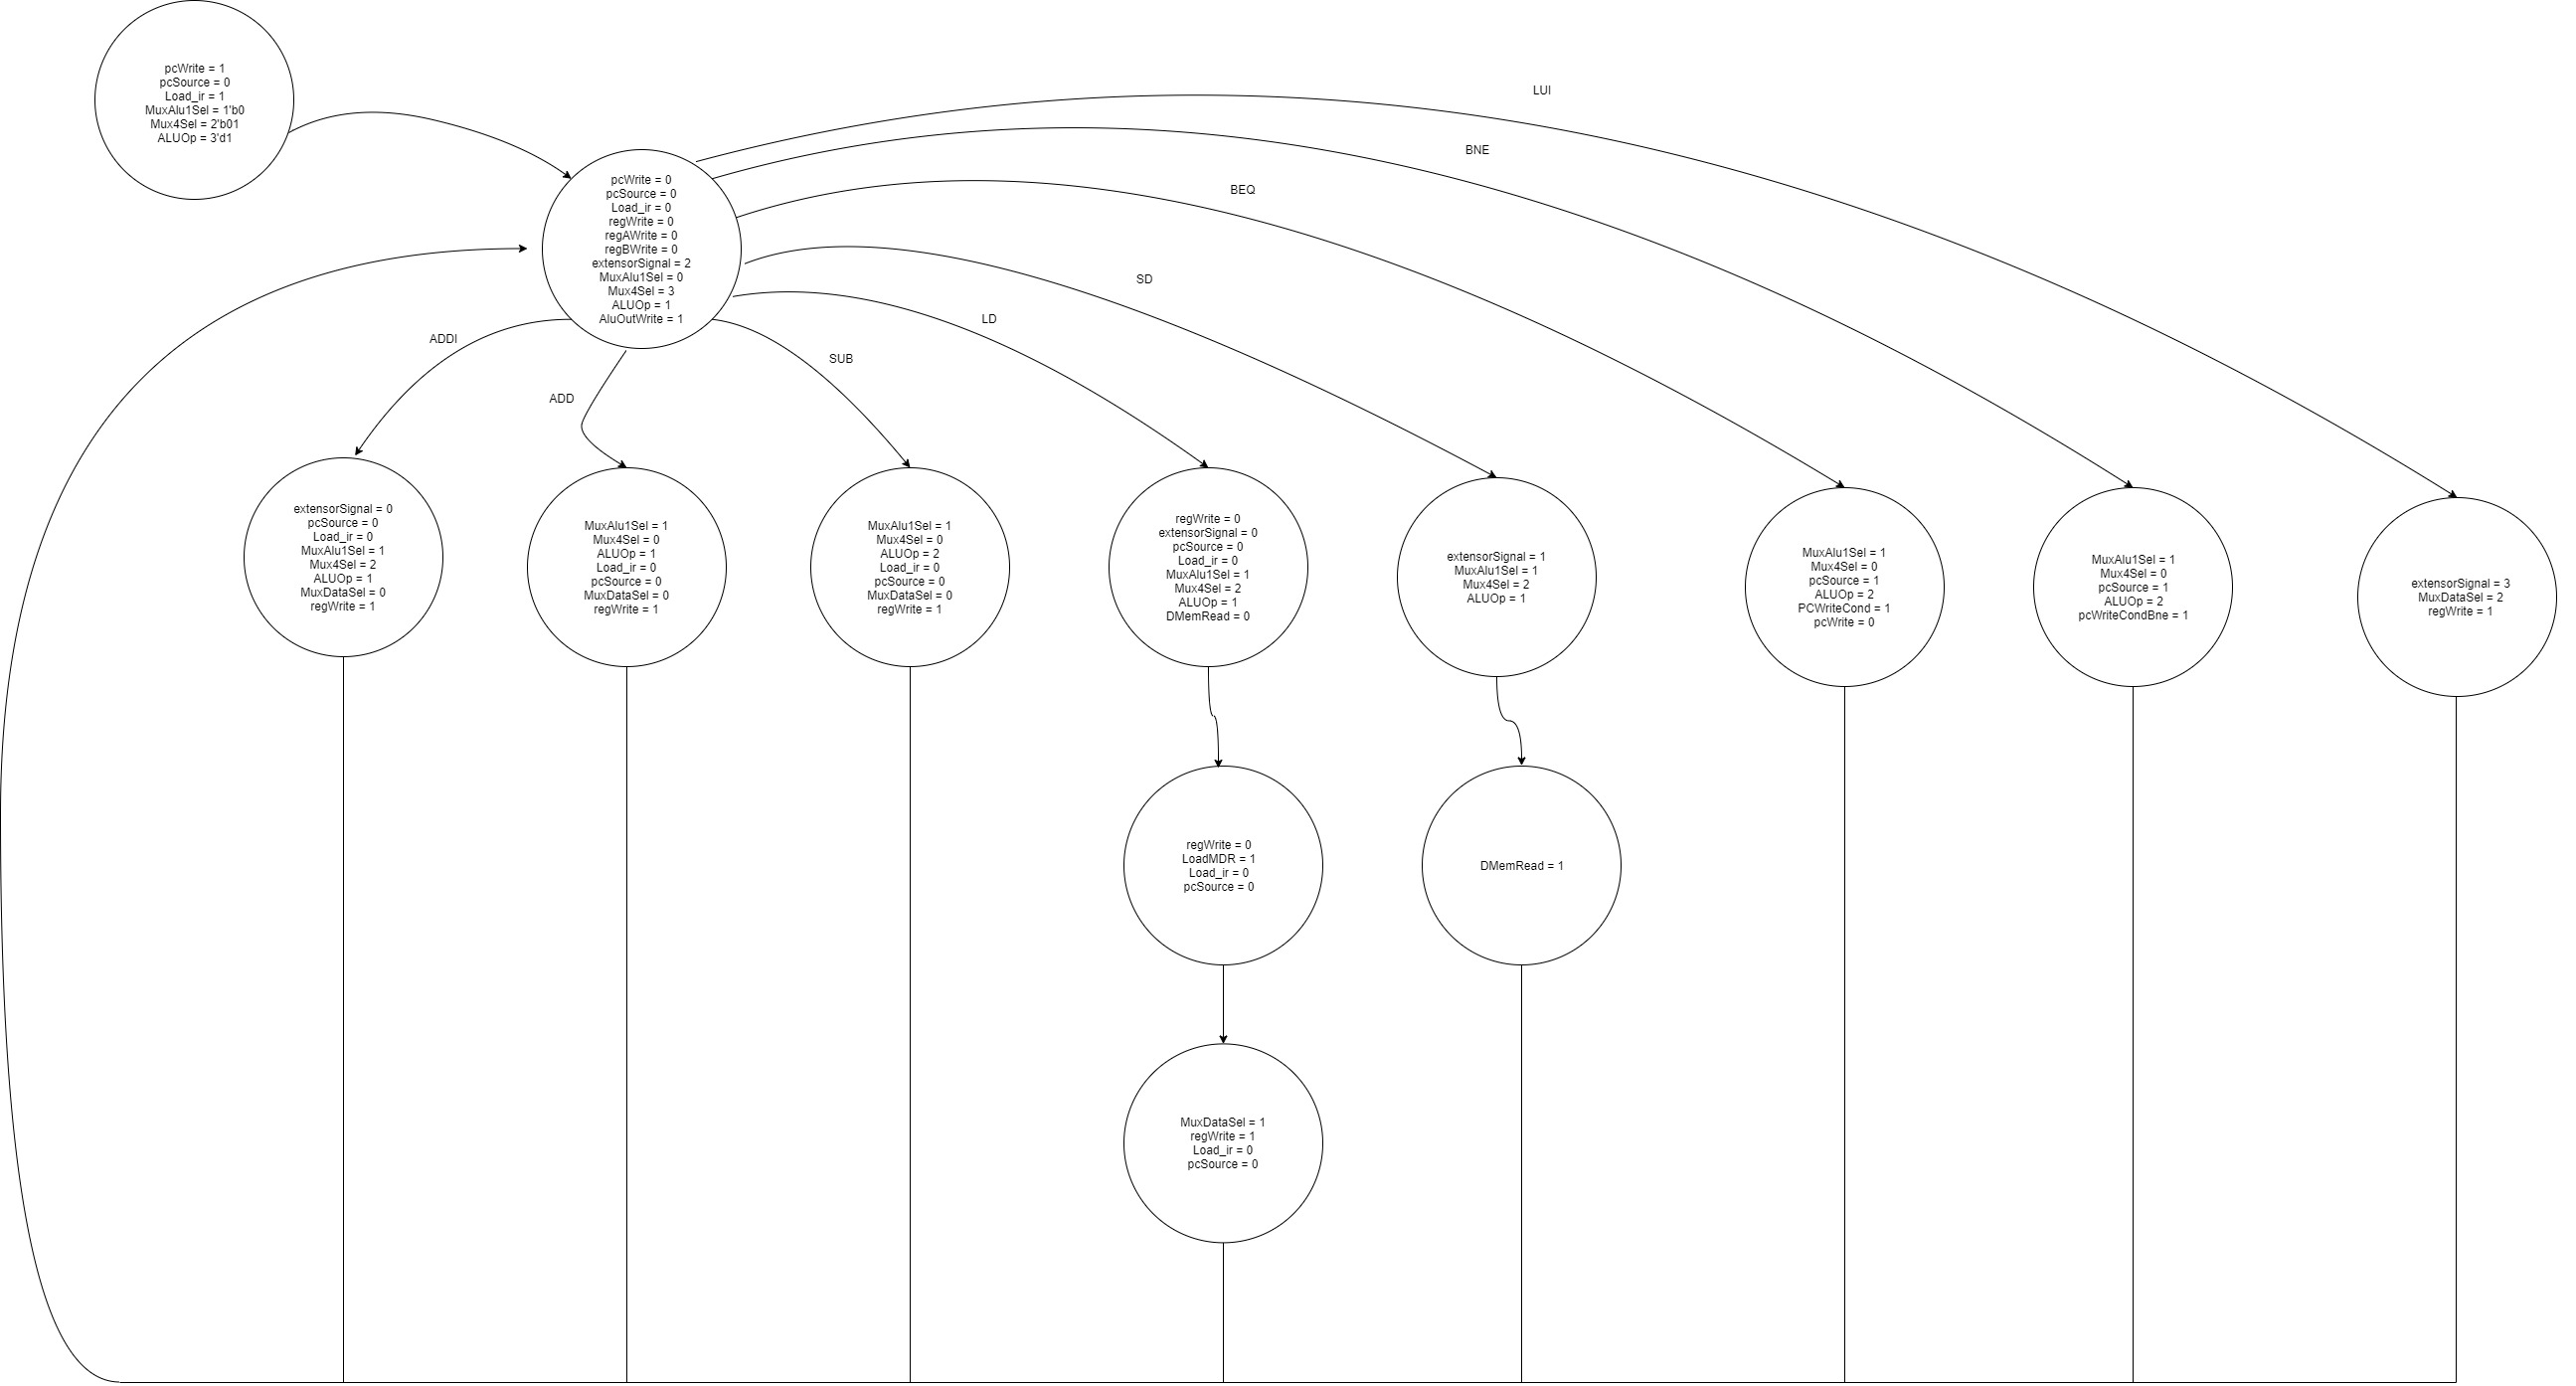 pcWrite = 1
pcSource = 0
Load_ir = 1
MuxAlu1Sel = 1'b0
Mux4Sel = 2'b01
ALUOp = 3'd1
pcWrite = 0
pcSource = 0
Load_ir = 0
regWrite = 0
regAWrite = 0
regBWrite = 0
extensorSignal = 2
MuxAlu1Sel = 0
Mux4Sel = 3
ALUOp = 1
AluOutWrite = 1
LUI
BNE
BEQ
SD
LD
SUB
ADD
ADDI
extensorSignal = 0
pcSource = 0
Load_ir = 0
MuxAlu1Sel = 1
Mux4Sel = 2
ALUOp = 1
MuxDataSel = 0
regWrite = 1
MuxAlu1Sel = 1
Mux4Sel = 0
ALUOp = 1
Load_ir = 0
pcSource = 0
MuxDataSel = 0
regWrite = 1
MuxAlu1Sel = 1
Mux4Sel = 0
ALUOp = 2
Load_ir = 0
pcSource = 0
MuxDataSel = 0
regWrite = 1
regWrite = 0
extensorSignal = 0
pcSource = 0
Load_ir = 0
MuxAlu1Sel = 1
Mux4Sel = 2
ALUOp = 1
DMemRead = 0
extensorSignal = 1
MuxAlu1Sel = 1
Mux4Sel = 2
ALUOp = 1
MuxAlu1Sel = 1
Mux4Sel = 0
pcSource = 1
ALUOp = 2
PCWriteCond = 1
pcWrite = 0
MuxAlu1Sel = 1
Mux4Sel = 0
pcSource = 1
ALUOp = 2
pcWriteCondBne = 1
extensorSignal = 3
MuxDataSel = 2
regWrite = 1
regWrite = 0
LoadMDR = 1
Load_ir = 0
pcSource = 0
DMemRead = 1
MuxDataSel = 1
regWrite = 1
Load_ir = 0
pcSource = 0